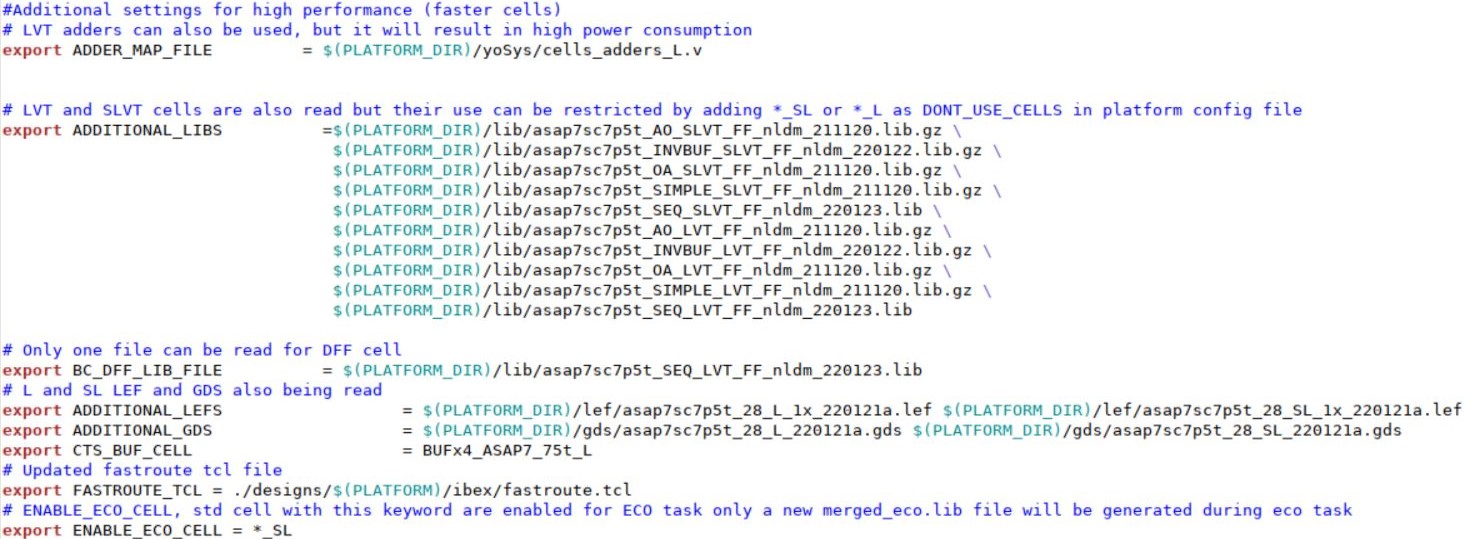 #Additional settings for high performance (faster cells)
# LVT adders can also be used, but it will result in high power consumption
export ADDER_MAP_FILE = $(PLATFORM_DIR)/yoSys/cells_adders_L.v
# LVT and SLVT cells are also read but their use can be restricted by adding *_SL or *_L as DONT_USE_CELLS in platform config file
export ADDITIONAL_LIBS =$(PLATFORM_DIR)/lib/asap7sc7p5t_AO_SLVT_FF_nldm_211120.lib.gz \
$(PLATFORM_DIR)/lib/asap7sc7p5t_INVBUF_SLVT_FF_nldm_220122.lib.gz \
$(PLATFORM_DIR)/lib/asap7sc7p5t_OA_SLVT_FF_nldm_211120.lib.gz \
$(PLATFORM_DIR)/lib/asap7sc7p5t_SIMPLE_SLVT_FF_nldm_211120.lib.gz \
$(PLATFORM_DIR)/lib/asap7sc7p5t_SEQ_SLVT_FF_nldm_220123.lib \
$(PLATFORM_DIR)/lib/asap7sc7p5t_AO_LVT_FF_nldm_211120.lib.gz \
$(PLATFORM_DIR)/lib/asap7sc7p5t_INVBUF_LVT_FF_nldm_220122.lib.gz \
$(PLATFORM_DIR)/lib/asap7sc7p5t_OA_LVT_FF_nldm_211120.lib.gz \
$(PLATFORM_DIR)/lib/asap7sc7p5t_SIMPLE_LVT_FF_nldm_211120.lib.gz \
$(PLATFORM_DIR)/lib/asap7sc7p5t_SEQ_LVT_FF_nldm_220123.lib
# Only one file can be read for DFF cell
export BC_DFF_LIB_FILE = $(PLATFORM_DIR)/lib/asap7sc7p5t_SEQ_LVT_FF_nldm_220123.lib
# L and SL LEF and GDS also being read
export ADDITIONAL_LEFS = $(PLATFORM_DIR)/lef/asap7sc7p5t_28_L_1x_220121a.lef $(PLATFORM_DIR)/lef/asap7sc7p5t_28_SL_1x_220121a.lef
export ADDITIONAL_GDS = $(PLATFORM_DIR)/gds/asap7sc7p5t_28_L_220121a.gds $(PLATFORM_DIR)/gds/asap7sc7p5t_28_SL_220121a.gds
export CTS_BUF_CELL = BUFx4_ASAP7_75t_L
# Updated fastroute tcl file
export FASTROUTE_TCL = ./designs/$(PLATFORM)/ibex/fastroute.tcl
# ENABLE_ECO_CELL, std cell with this keyword are enabled for ECO task only a new merged_eco.lib file will be generated during eco task
export ENABLE_ECO_CELL = *_SL